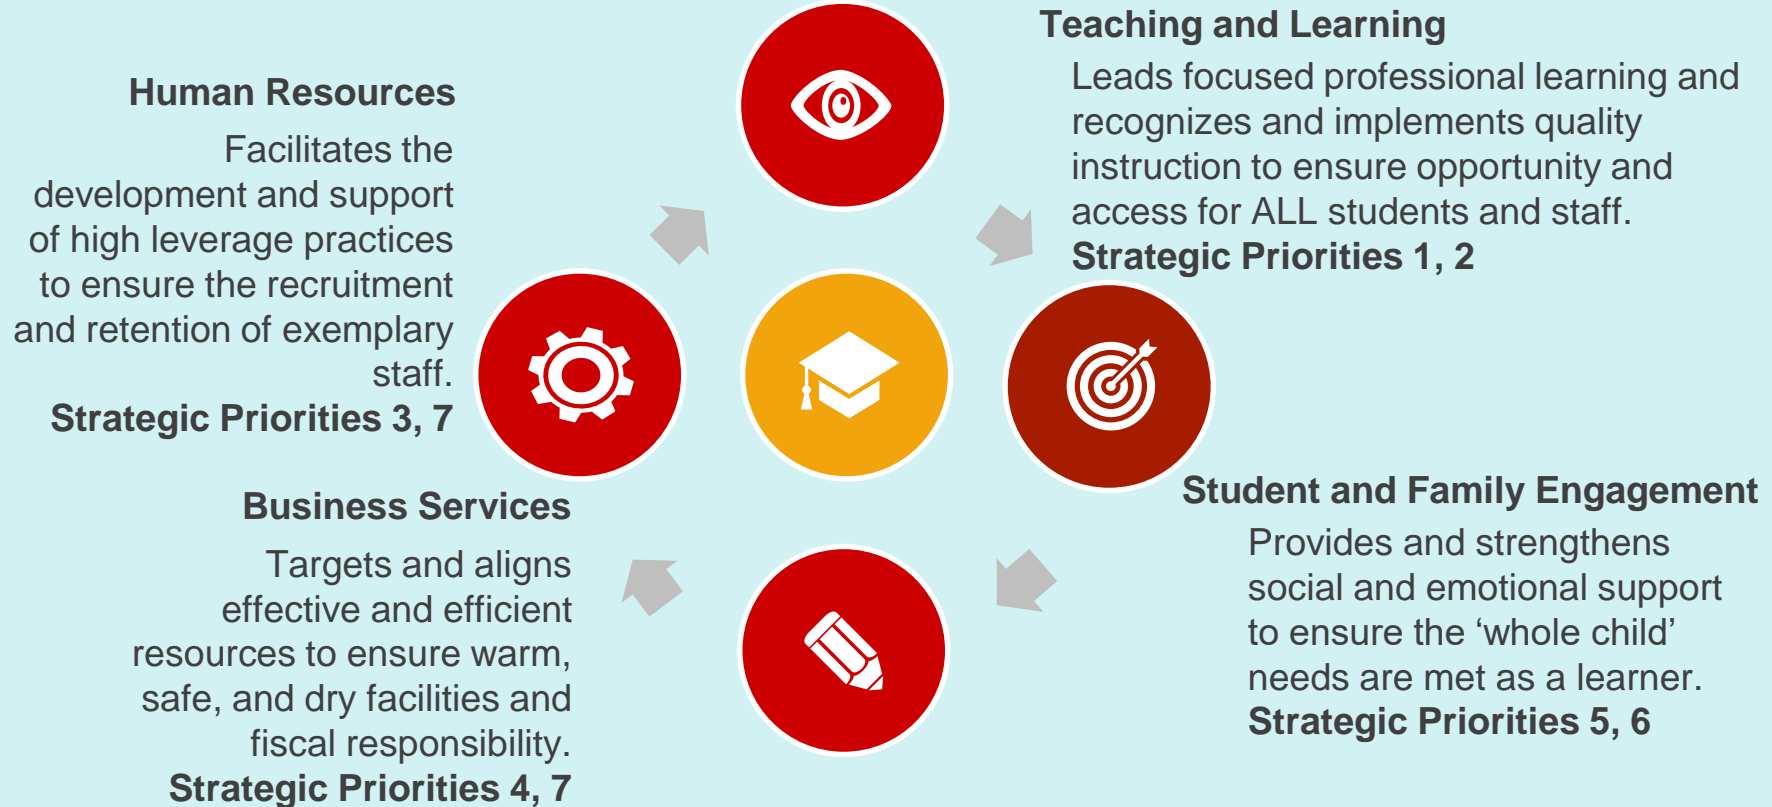 Teaching and Learning
Leads focused professional learning and
recognizes and implements quality
instruction to ensure opportunity and
access for ALL students and staff.
Strategic Priorities 1, 2
Human Resources
Facilitates the
development and support
of high leverage practices
to ensure the recruitment
and retention of exemplary
staff.
Strategic Priorities 3, 7
Student and Family Engagement
Provides and strengthens
social and emotional support
to ensure the ‘whole child’
needs are met as a learner.
Strategic Priorities 5, 6
Business Services
Targets and aligns
effective and efficient
resources to ensure warm,
safe, and dry facilities and
fiscal responsibility.
Strategic Priorities 4, 7